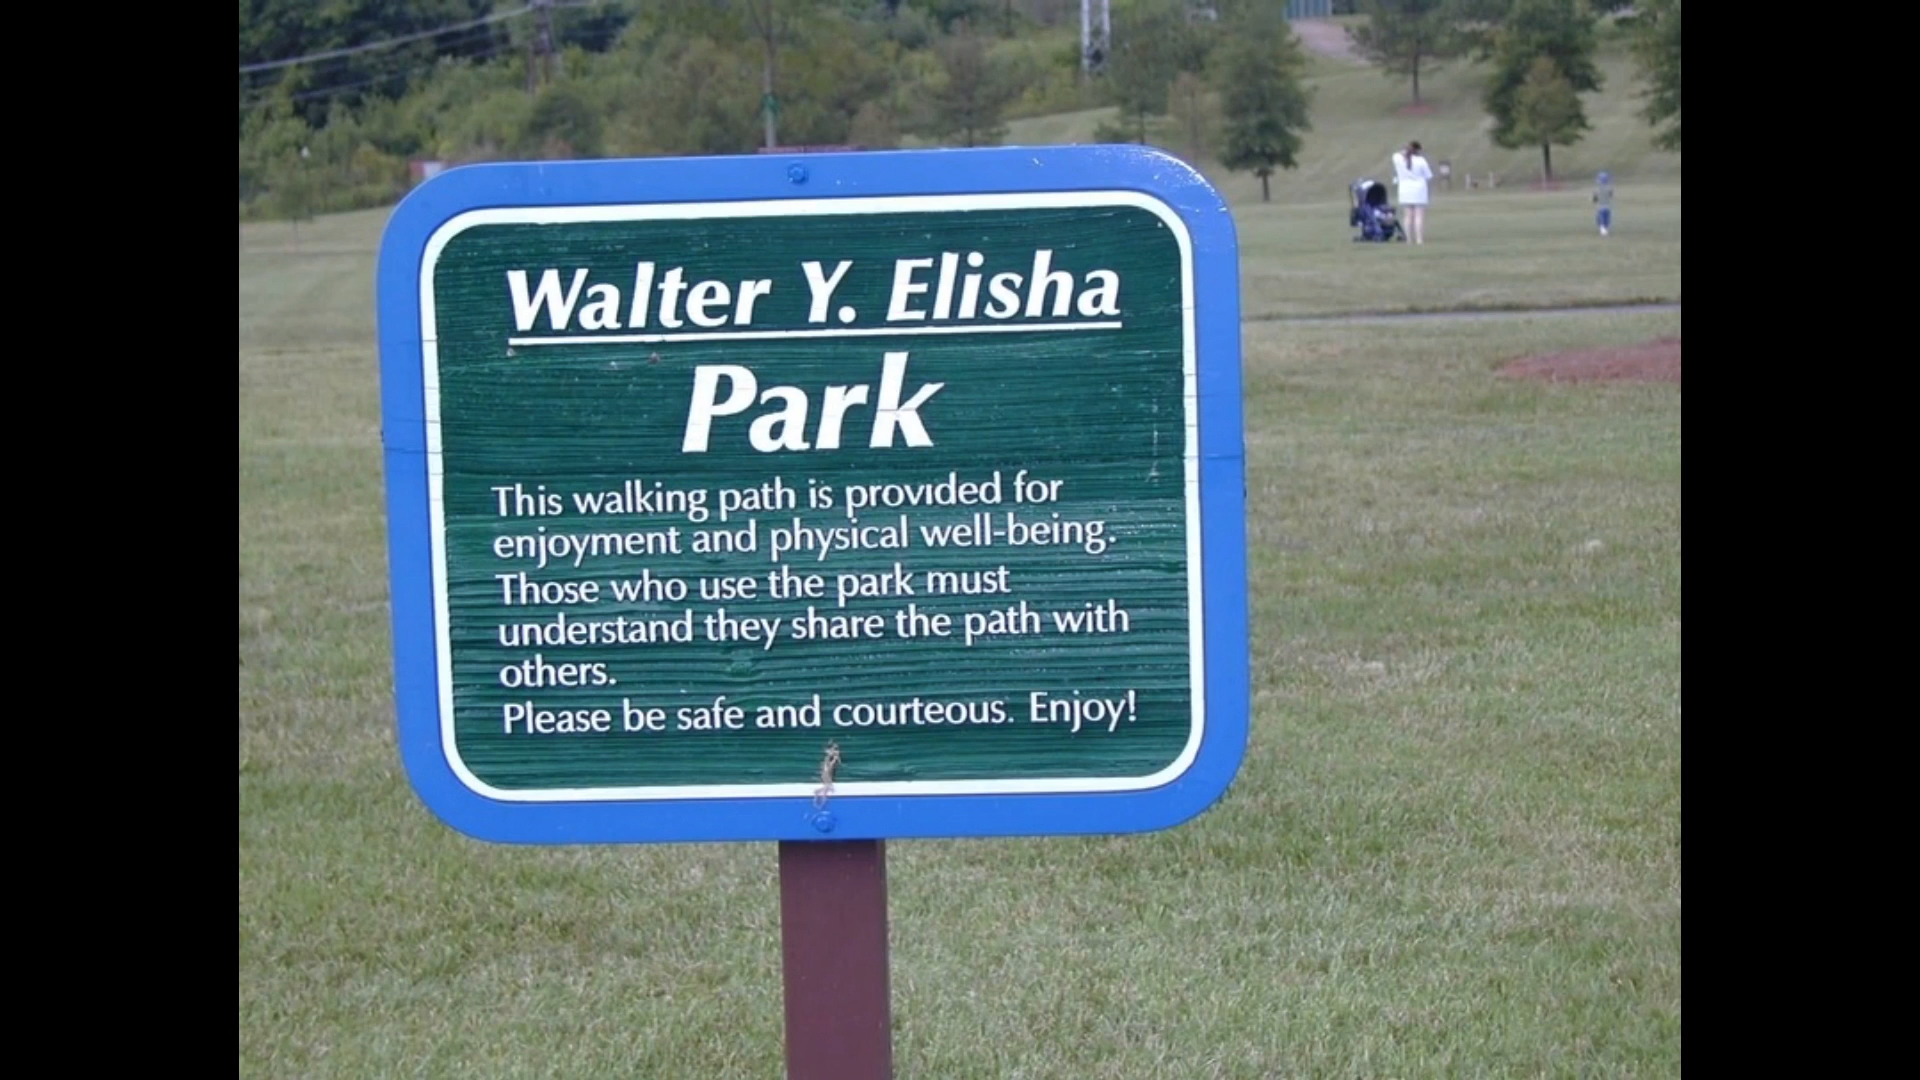 Walter Y. Elisha
Park
This walking path is provided for
enjoyment and physical well-being.
Those who use the park must
understand they share the path with
others.
Please be safe and courteous. Enjoy!